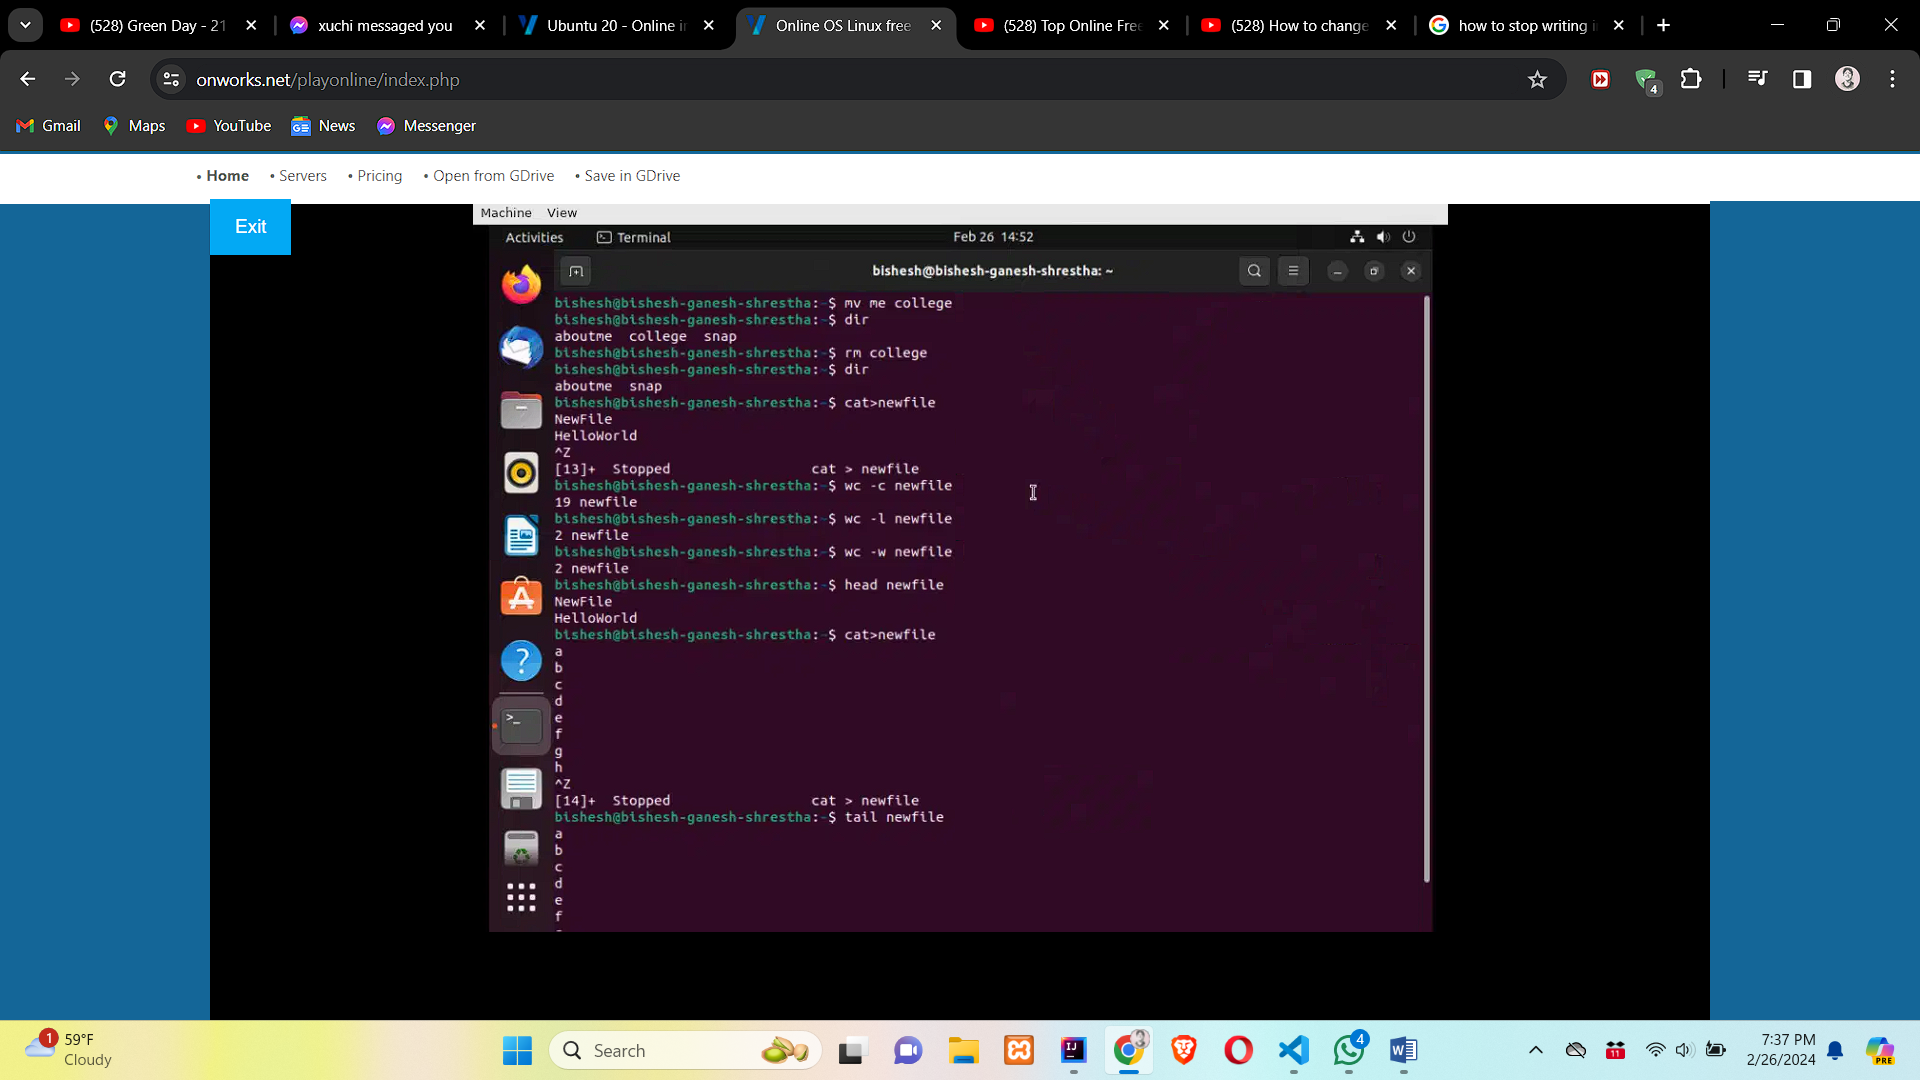 (528) Green Day - 21
xuchi messaged you
Ubuntu 20 - Online i
Online OS Linux free
(528) Top Online Free
(528) How to change
how to stop writing i
onworks.net/playonline/index.php
4
Gmail
Maps
YouTube
News
Messenger
• Home • Servers • Pricing • Open from GDrive • Save in GDrive
Exit
Machine View
Activities Terminal Feb 26 14:52
bishesh@bishesh-ganesh-shrestha: ~
bishesh@bishesh-ganesh-shrestha:~$ mv me college
bishesh@bishesh-ganesh-shrestha:~$ dir
aboutme college snap
bishesh@bishesh-ganesh-shrestha:~$ rm college
bishesh@bishesh-ganesh-shrestha:~$ dir
aboutme snap
bishesh@bishesh-ganesh-shrestha:~$ cat>newfile
NewFile
HelloWorld
^Z
[13]+ Stopped cat > newfile
bishesh@bishesh-ganesh-shrestha:~$ wc -c newfile
19 newfile
bishesh@bishesh-ganesh-shrestha:~$ wc -l newfile
2 newfile
bishesh@bishesh-ganesh-shrestha:~$ wc -w newfile
2 newfile
bishesh@bishesh-ganesh-shrestha:~$ head newfile
NewFile
HelloWorld
bishesh@bishesh-ganesh-shrestha:~$ cat>newfile
a
b
c
d
e
f
g
h
^Z
[14]+ Stopped cat > newfile
bishesh@bishesh-ganesh-shrestha:~$ tail newfile
a
b
c
d
e
f
1
59°F
Cloudy
Search
IJ
4
11
7:37 PM
2/26/2024
PRE